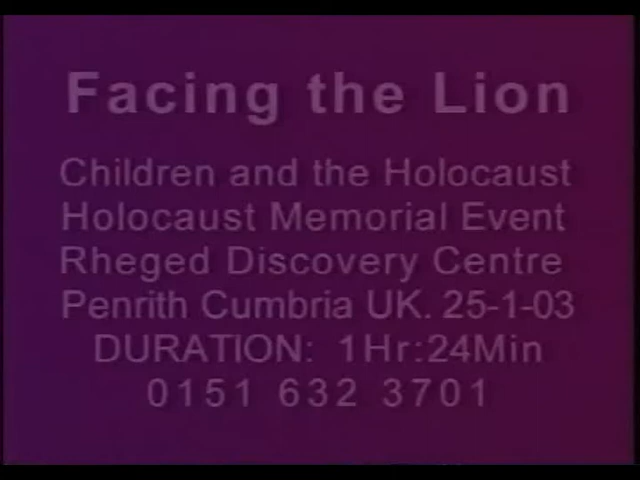 Facing the Lion
Children and the Holocaust
Holocaust Memorial Event
Rheged Discovery Centre
Penrith Cumbria UK. 25-1-03
DURATION: 1Hr:24Min
0151 632 3701